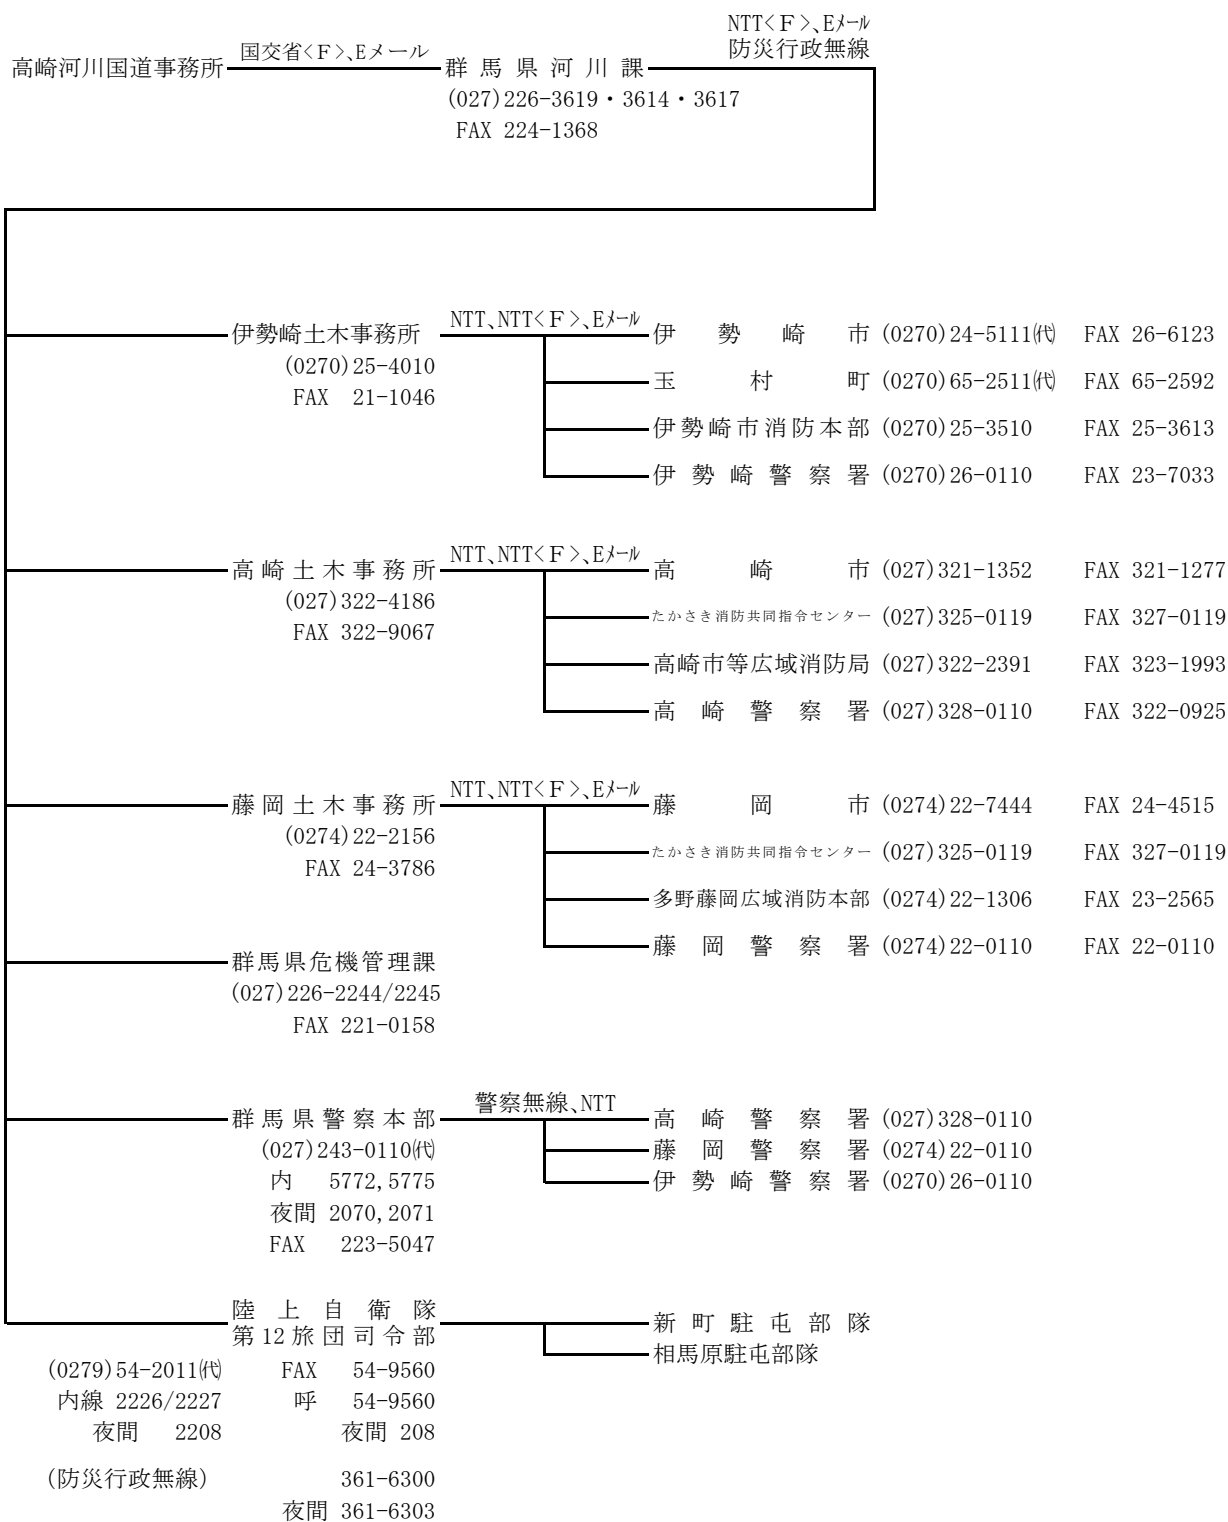 NTT<F>、Eメール
防災行政無線
高崎河川国道事務所 国交省<F>、Eメール 群馬県河川課
(027)226-3619・3614・3617
FAX 224-1368
伊勢崎土木事務所 NTT、NTT<F>、Eメール 伊勢崎市 (0270)24-5111㈹ FAX 26-6123
(0270)25-4010
FAX 21-1046
玉村町 (0270)65-2511㈹ FAX 65-2592
伊勢崎市消防本部 (0270)25-3510 FAX 25-3613
伊勢崎警察署 (0270)26-0110 FAX 23-7033
高崎土木事務所 NTT、NTT<F>、Eメール 高崎市 (027)321-1352 FAX 321-1277
(027)322-4186
FAX 322-9067
たかさき消防共同指令センター (027)325-0119 FAX 327-0119
高崎市等広域消防局 (027)322-2391 FAX 323-1993
高崎警察署 (027)328-0110 FAX 322-0925
藤岡土木事務所 NTT、NTT<F>、Eメール 藤岡市 (0274)22-7444 FAX 24-4515
(0274)22-2156
FAX 24-3786
たかさき消防共同指令センター (027)325-0119 FAX 327-0119
多野藤岡広域消防本部 (0274)22-1306 FAX 23-2565
藤岡警察署 (0274)22-0110 FAX 22-0110
群馬県危機管理課
(027)226-2244/2245
FAX 221-0158
群馬県警察本部 警察無線、NTT 高崎警察署 (027)328-0110
(027)243-0110㈹
内 5772,5775
夜間 2070,2071
FAX 223-5047
藤岡警察署 (0274)22-0110
伊勢崎警察署 (0270)26-0110
陸上自衛隊
第12旅団司令部
新町駐屯部隊
相馬原駐屯部隊
(0279)54-2011㈹ FAX 54-9560
内線 2226/2227 呼 54-9560
夜間 2208 夜間 208
(防災行政無線) 361-6300
夜間 361-6303